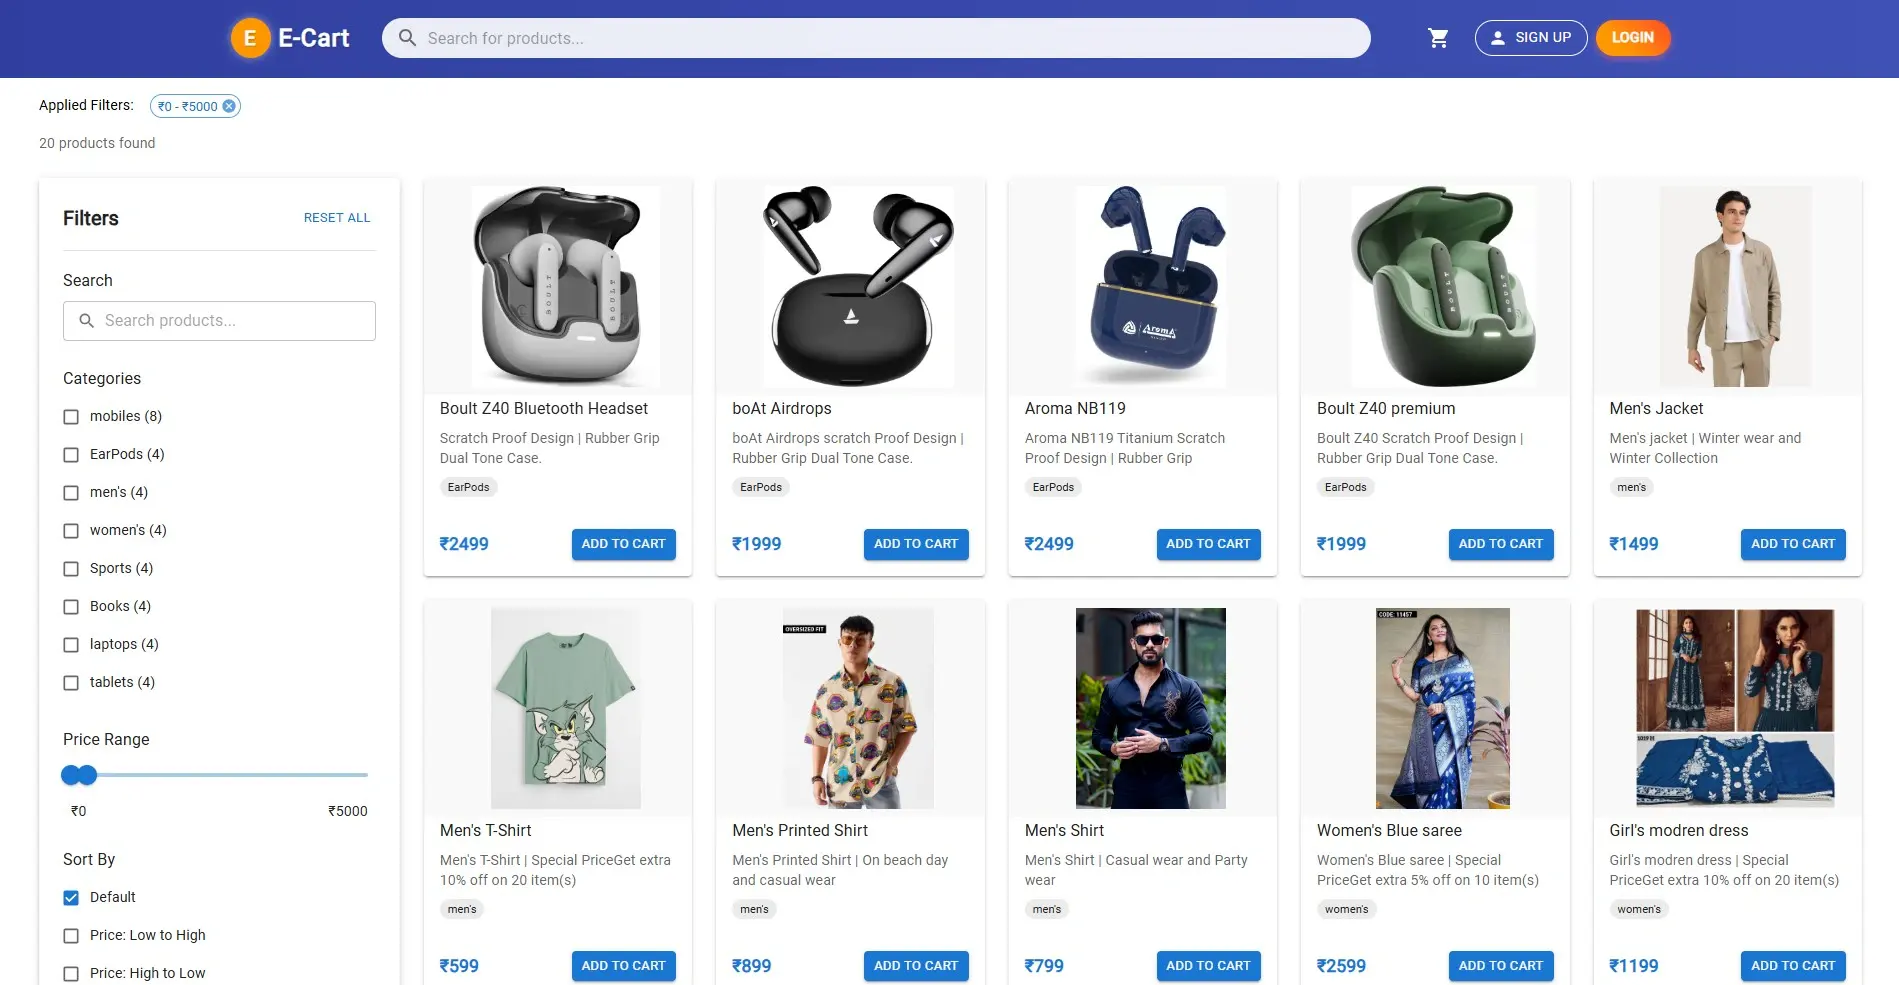 E E-Cart
Search for products...
SIGN UP
LOGIN
Applied Filters:
₹0 - ₹5000
20 products found
Filters
RESET ALL
Search
Search products...
Categories
mobiles (8)
EarPods (4)
men's (4)
women's (4)
Sports (4)
Books (4)
laptops (4)
tablets (4)
Price Range
₹0
₹5000
Sort By
Default
Price: Low to High
Price: High to Low
BOULT
BOULT
Boult Z40 Bluetooth Headset
Scratch Proof Design | Rubber Grip
Dual Tone Case.
EarPods
₹2499
ADD TO CART
boAt Airdrops
boAt Airdrops scratch Proof Design |
Rubber Grip Dual Tone Case.
EarPods
₹1999
ADD TO CART
AromA
Aroma NB119
Aroma NB119 Titanium Scratch
Proof Design | Rubber Grip
EarPods
₹2499
ADD TO CART
BOULT
BOULT
Boult Z40 premium
Boult Z40 Scratch Proof Design |
Rubber Grip Dual Tone Case.
EarPods
₹1999
ADD TO CART
Men's Jacket
Men's jacket | Winter wear and
Winter Collection
men's
₹1499
ADD TO CART
Men's T-Shirt
Men's T-Shirt | Special PriceGet extra
10% off on 20 item(s)
men's
₹599
ADD TO CART
OVERSIZED FIT
Men's Printed Shirt
Men's Printed Shirt | On beach day
and casual wear
men's
₹899
ADD TO CART
Men's Shirt
Men's Shirt | Casual wear and Party
wear
men's
₹799
ADD TO CART
CODE: 11457
Women's Blue saree
Women's Blue saree | Special
PriceGet extra 5% off on 10 item(s)
women's
₹2599
ADD TO CART
1019 H
Girl's modren dress
Girl's modren dress | Special
PriceGet extra 10% off on 20 item(s)
women's
₹1199
ADD TO CART